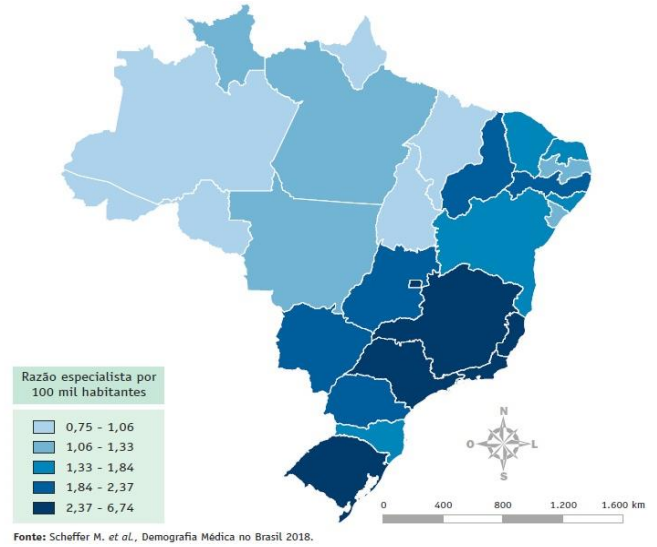 Razão especialista por
100 mil habitantes
0,75 - 1,06
1,06 - 1,33
1,33 - 1,84
1,84 - 2,37
2,37 - 6,74
N
O
L
S
0 400 800 1.200 1.600 km
Fonte: Scheffer M. et al., Demografia Médica no Brasil 2018.